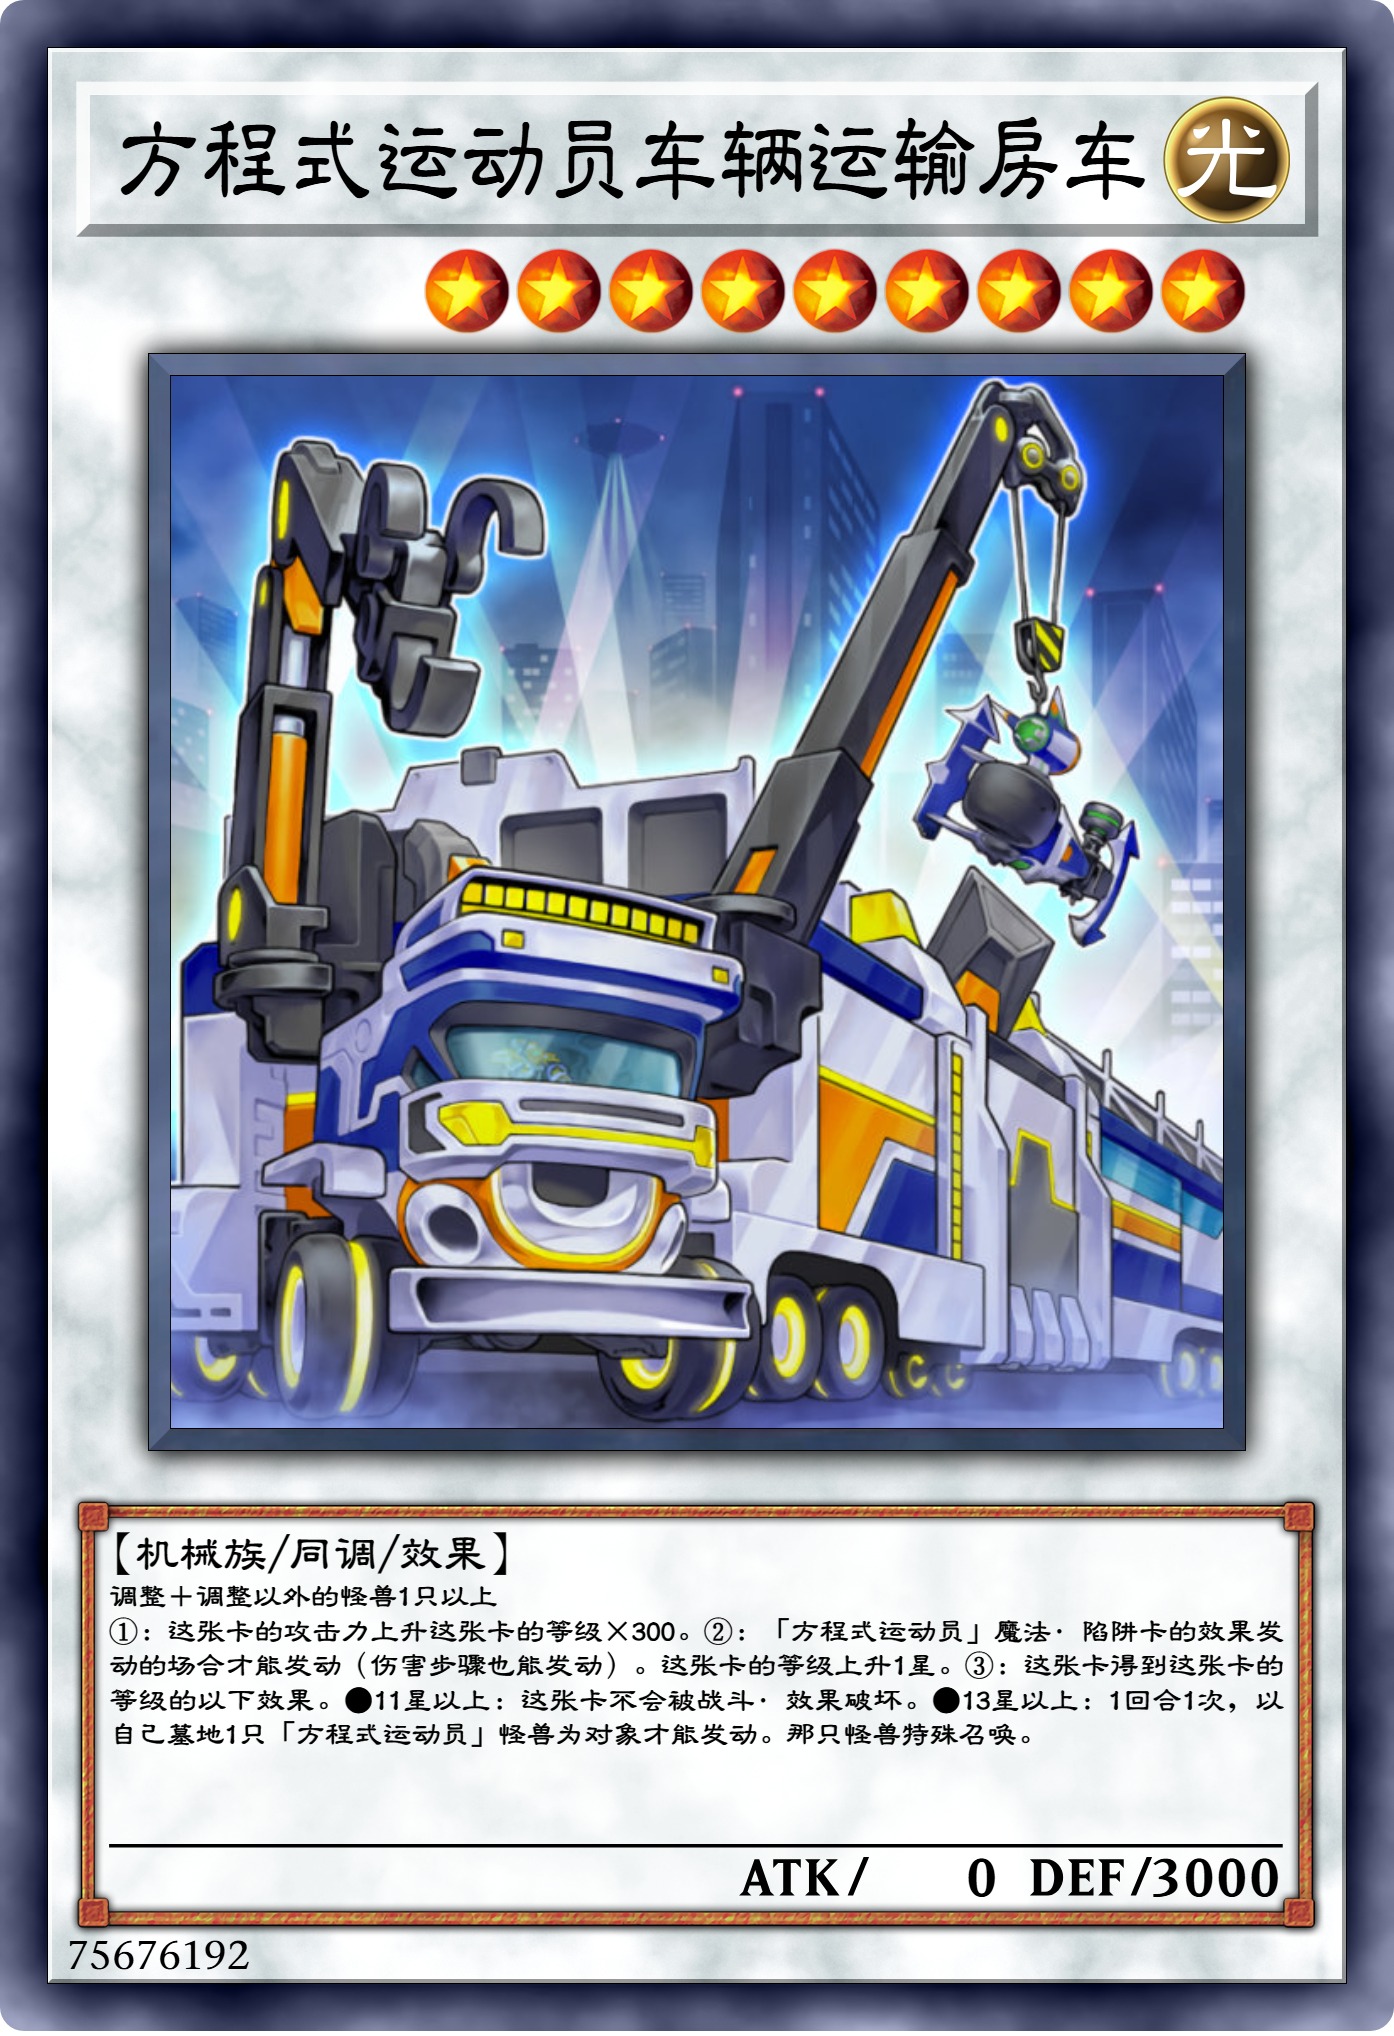 方程式运动员车辆运输房车 光
【机械族/同调/效果】
调整＋调整以外的怪兽1只以上
①：这张卡的攻击力上升这张卡的等级×300。②：「方程式运动员」魔法·陷阱卡的效果发
动的场合才能发动（伤害步骤也能发动）。这张卡的等级上升1星。③：这张卡得到这张卡的
等级的以下效果。●11星以上：这张卡不会被战斗·效果破坏。●13星以上：1回合1次，以
自己墓地1只「方程式运动员」怪兽为对象才能发动。那只怪兽特殊召唤。
ATK/ 0 DEF/3000
75676192